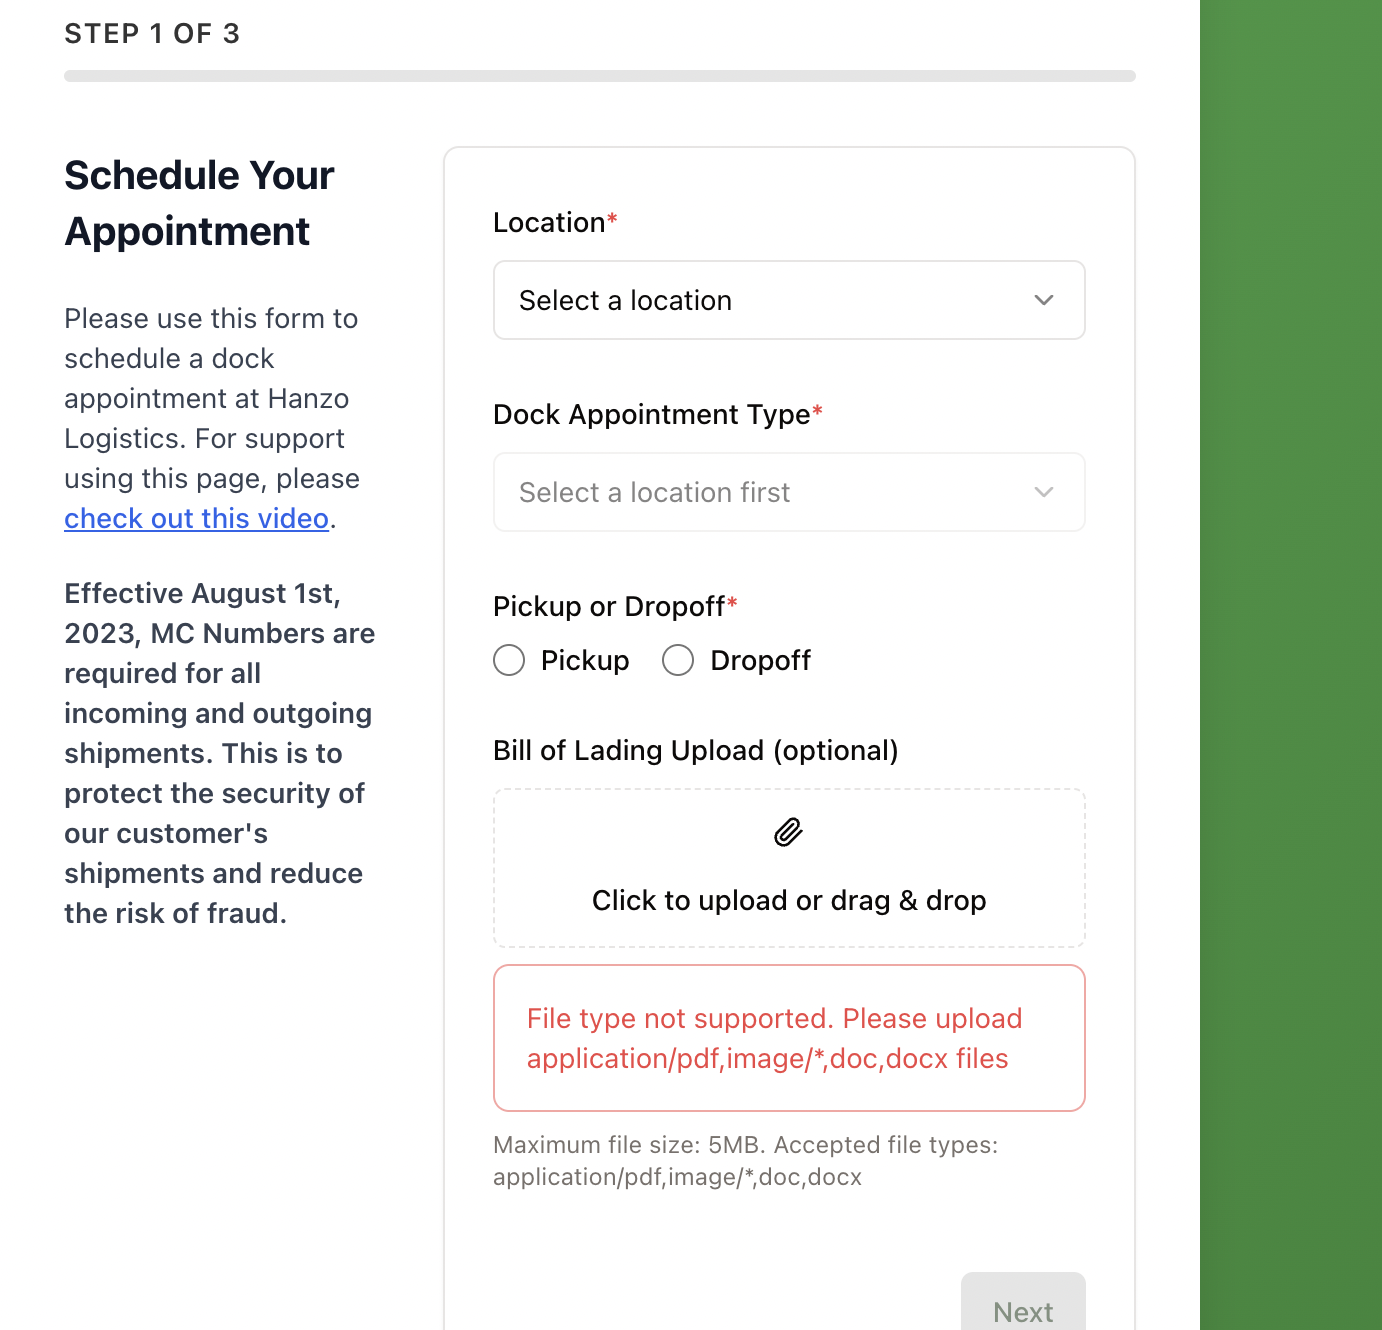 STEP 1 OF 3
Schedule Your
Appointment
Please use this form to
schedule a dock
appointment at Hanzo
Logistics. For support
using this page, please
check out this video.
Effective August 1st,
2023, MC Numbers are
required for all
incoming and outgoing
shipments. This is to
protect the security of
our customer's
shipments and reduce
the risk of fraud.
Location*
Select a location
Dock Appointment Type*
Select a location first
Pickup or Dropoff*
Pickup Dropoff
Bill of Lading Upload (optional)
Click to upload or drag & drop
File type not supported. Please upload
application/pdf,image/*,doc,docx files
Maximum file size: 5MB. Accepted file types:
application/pdf,image/*,doc,docx
Next